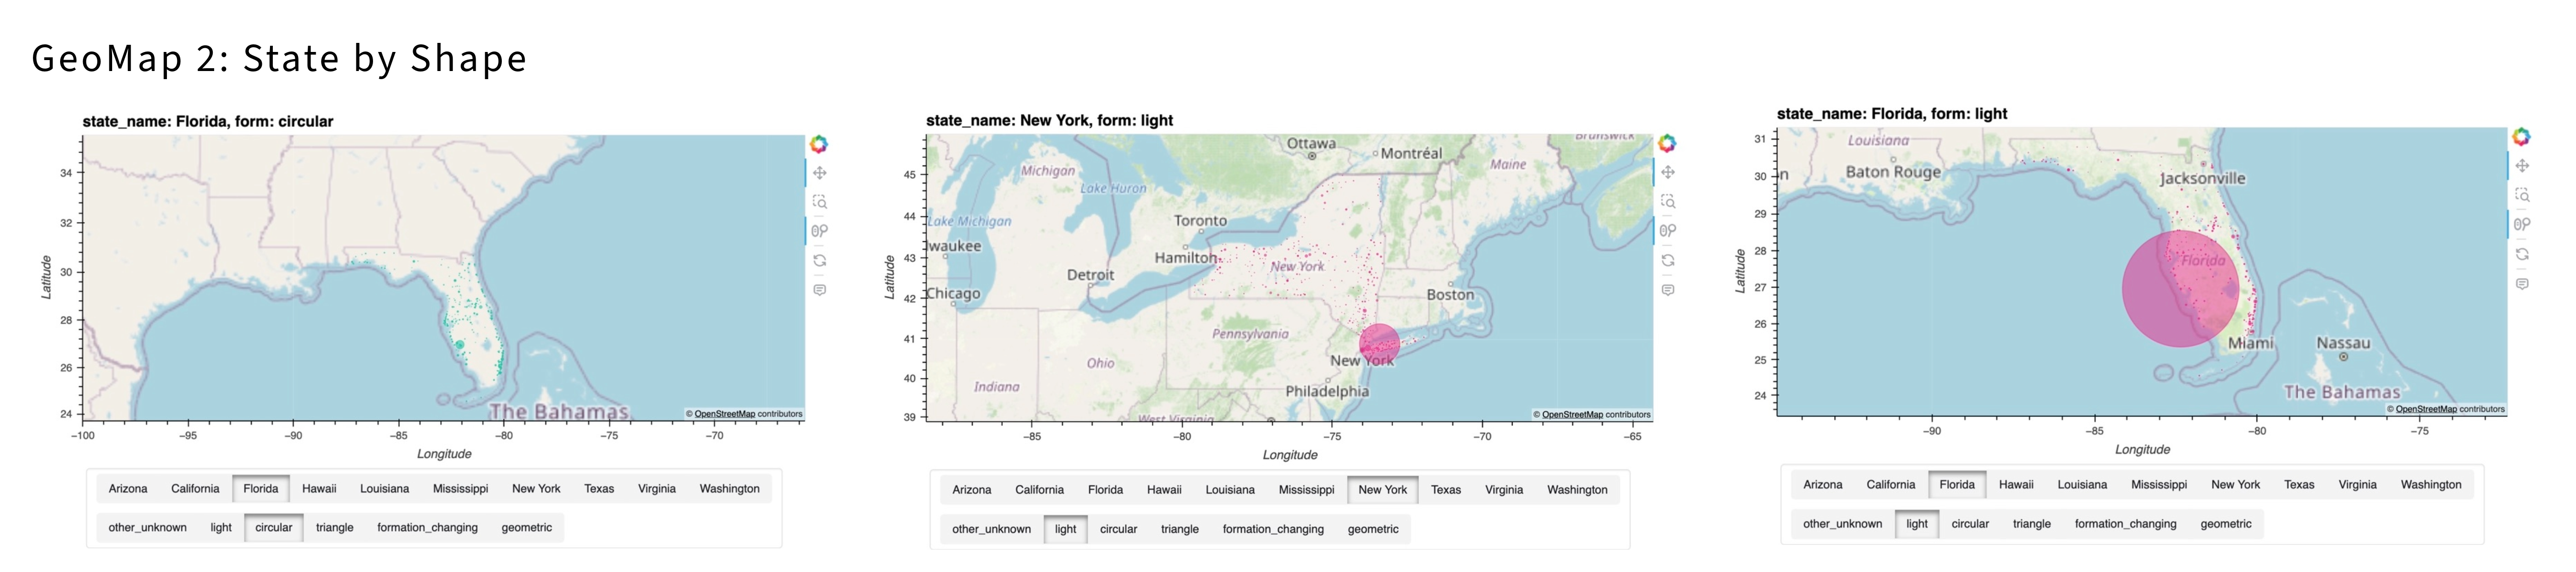 GeoMap 2: State by Shape
state_name: Florida, form: circular
34
32
30
28
26
24
Latitude
The Bahamas
© OpenStreetMap contributors
−100
−95
−90
−85
−80
−75
−70
Longitude
Arizona California Florida Hawaii Louisiana Mississippi New York Texas Virginia Washington
other_unknown light circular triangle formation_changing geometric
state_name: New York, form: light
45
44
43
42
41
40
39
Latitude
Ottawa
Montréal
Brunswick
Michigan
Maine
Lake Huron
Lake Michigan
Toronto
waukee
Hamilton
New York
Detroit
Chicago
Boston
Pennsylvania
New York
Ohio
Indiana
Philadelphia
West Virginia
© OpenStreetMap contributors
−85
−80
−75
−70
−65
Longitude
Arizona California Florida Hawaii Louisiana Mississippi New York Texas Virginia Washington
other_unknown light circular triangle formation_changing geometric
state_name: Florida, form: light
31
30
29
28
27
26
25
24
Latitude
Louisiana
n
Baton Rouge
Jacksonville
Florida
Miami
Nassau
The Bahamas
© OpenStreetMap contributors
−90
−85
−80
−75
Longitude
Arizona California Florida Hawaii Louisiana Mississippi New York Texas Virginia Washington
other_unknown light circular triangle formation_changing geometric